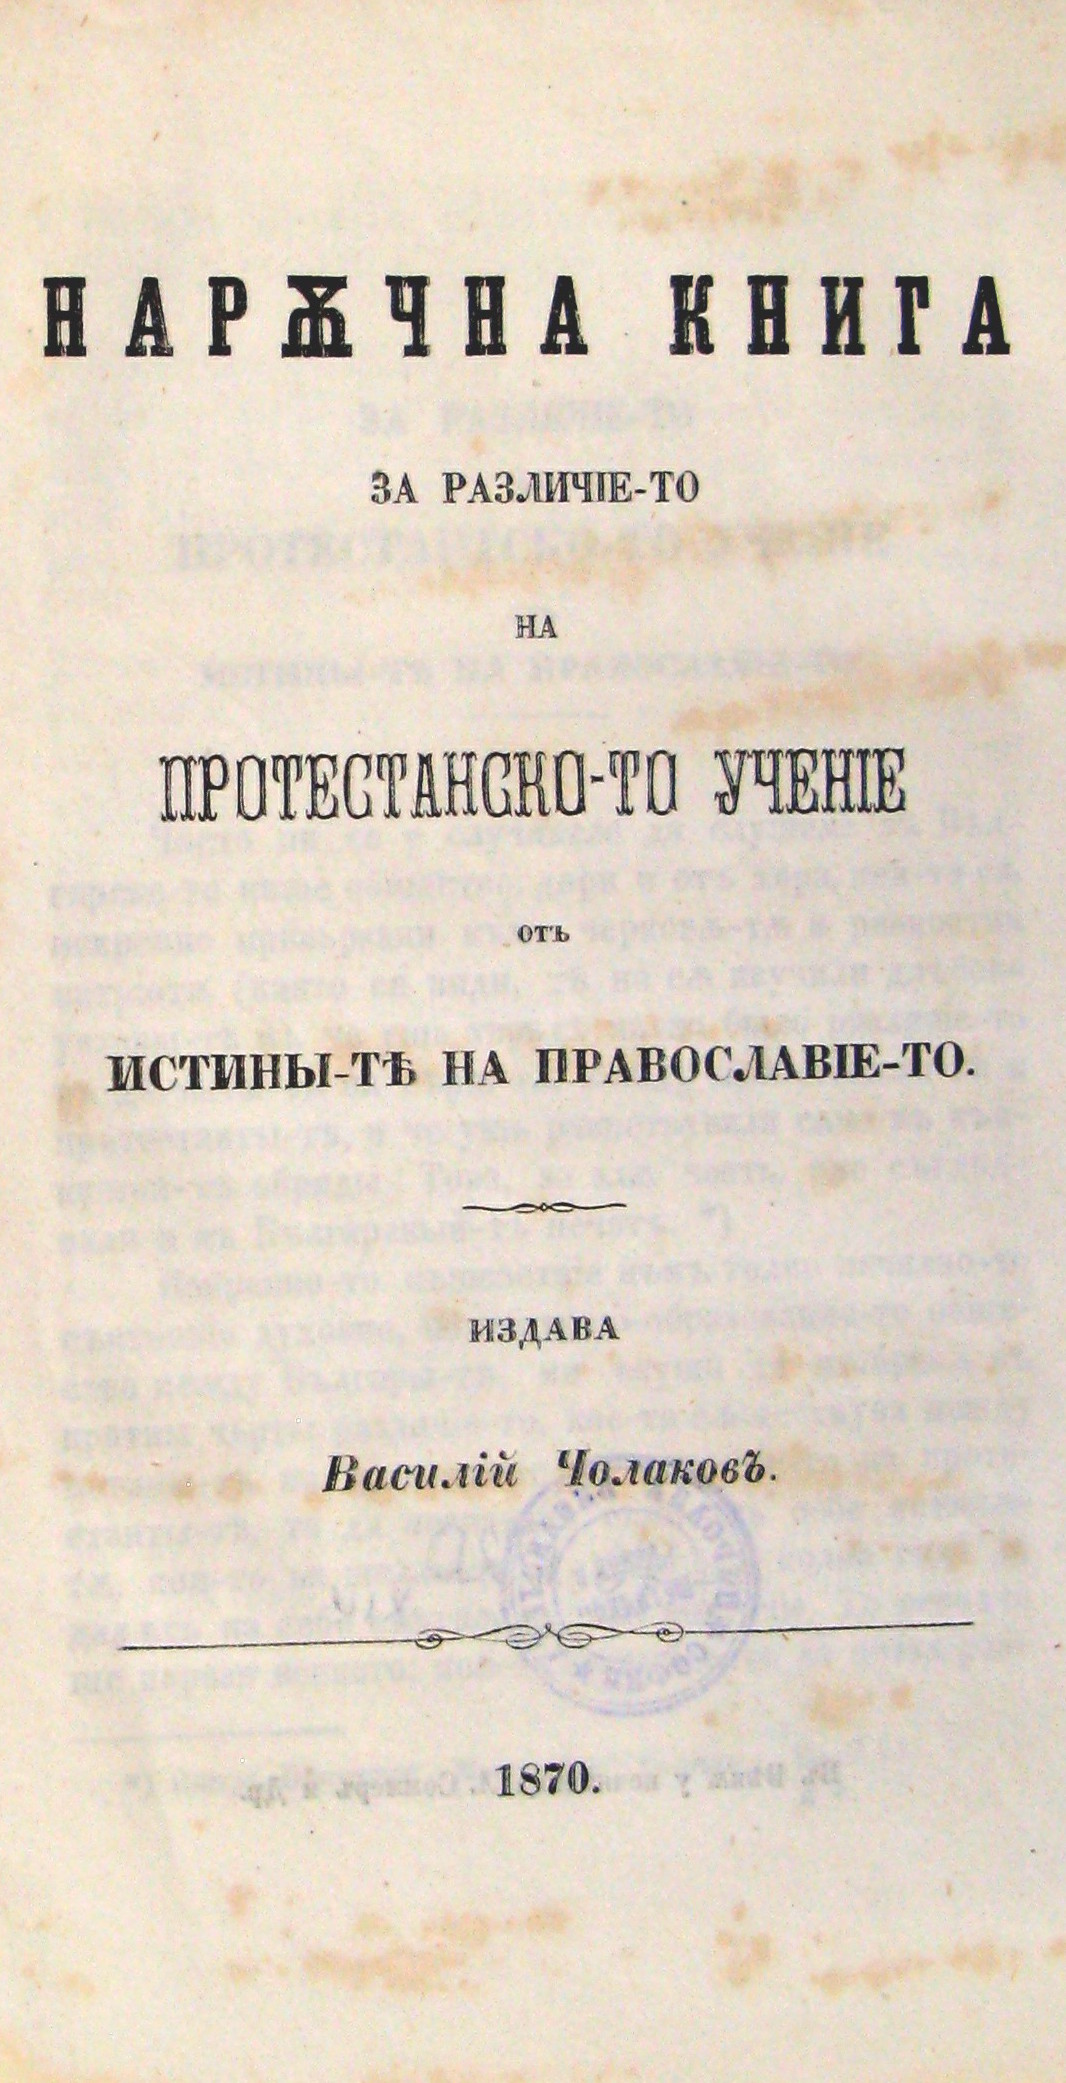 НАРѪЧНА КНИГА
ЗА РАЗЛИЧІЕ-ТО
НА
ПРОТЕСТАНСКО-ТО УЧЕНІЕ
ОТЪ
ИСТИНЫ-ТѢ НА ПРАВОСЛАВІЕ-ТО.
ИЗДАВА
Василій Чолаковъ.
1870.